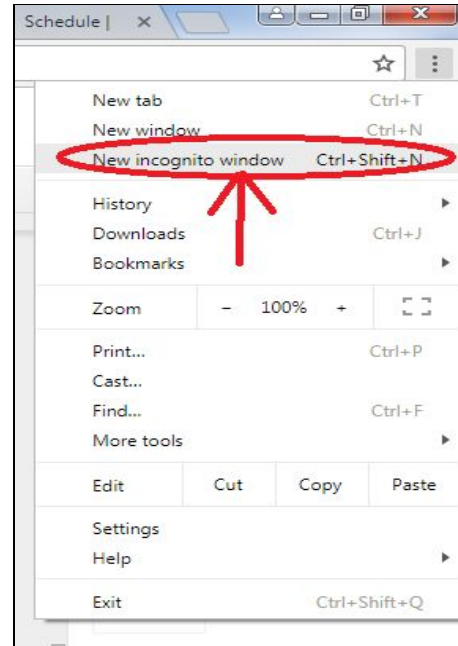 Schedule | ×
New tab Ctrl+T
New window Ctrl+N
New incognito window Ctrl+Shift+N
History
Downloads Ctrl+J
Bookmarks
Zoom − 100% +
Print... Ctrl+P
Cast...
Find... Ctrl+F
More tools
Edit Cut Copy Paste
Settings
Help
Exit Ctrl+Shift+Q